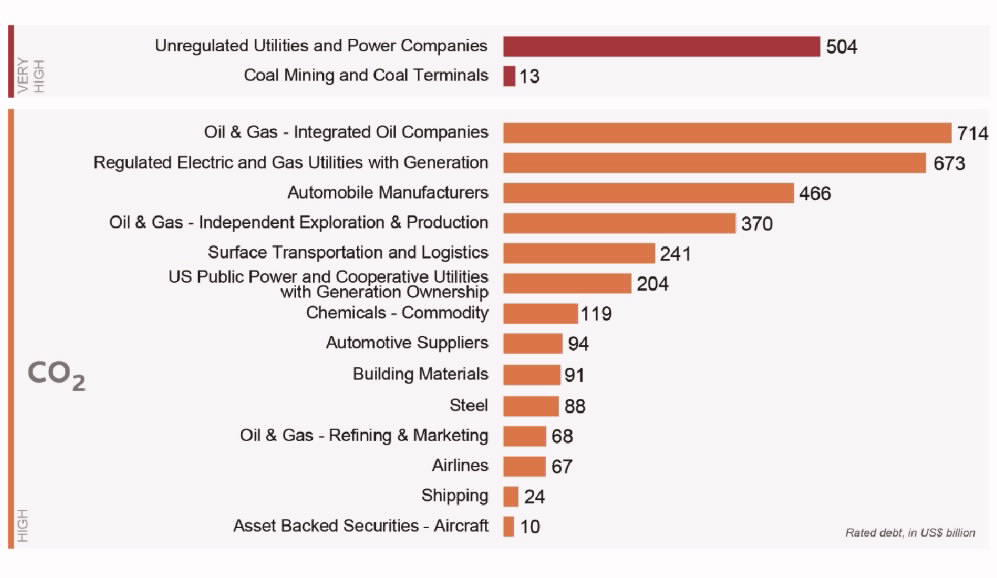 VERY
HIGH
Unregulated Utilities and Power Companies 504
Coal Mining and Coal Terminals 13
Oil & Gas - Integrated Oil Companies 714
Regulated Electric and Gas Utilities with Generation 673
Automobile Manufacturers 466
Oil & Gas - Independent Exploration & Production 370
Surface Transportation and Logistics 241
US Public Power and Cooperative Utilities
with Generation Ownership 204
Chemicals - Commodity 119
Automotive Suppliers 94
Building Materials 91
CO2
Steel 88
Oil & Gas - Refining & Marketing 68
Airlines 67
Shipping 24
HIGH
Asset Backed Securities - Aircraft 10
Rated debt, in US$ billion